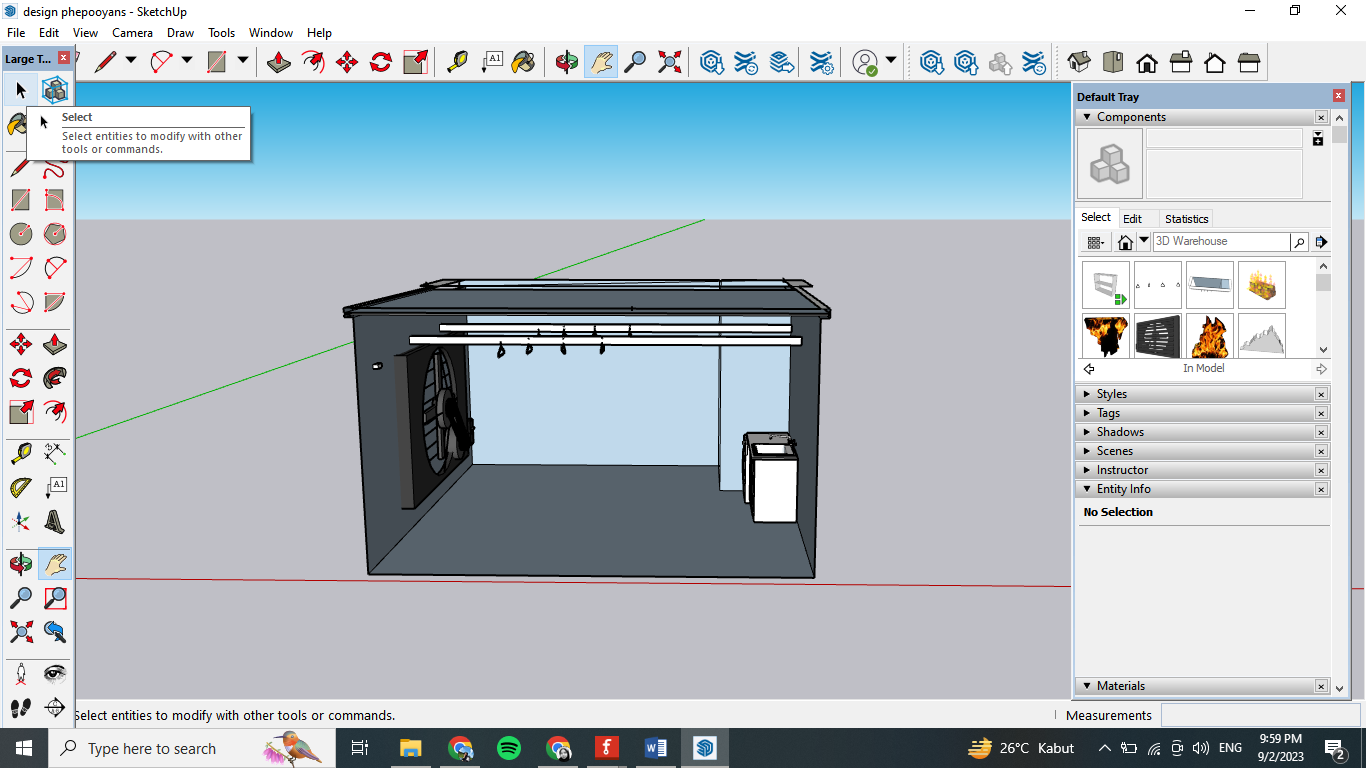 design phepooyans - SketchUp
File Edit View Camera Draw Tools Window Help
Large T...
A1
Select
Select entities to modify with other
tools or commands.
A1
Default Tray
Components
Select Edit Statistics
3D Warehouse
In Model
Styles
Tags
Shadows
Scenes
Instructor
Entity Info
No Selection
Materials
Select entities to modify with other tools or commands.
Measurements
Type here to search
26°C Kabut
ENG
9:59 PM
9/2/2023
2